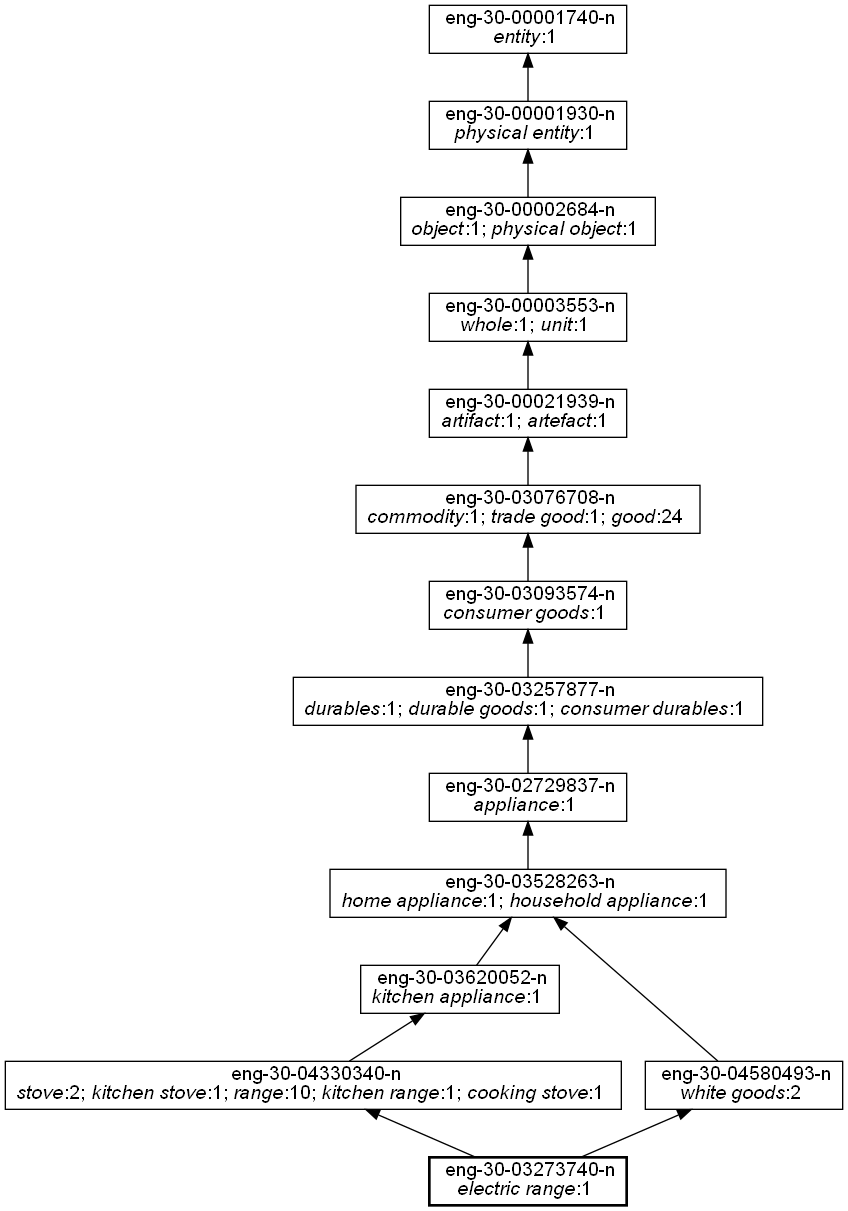 eng-30-00001740-n
entity:1
eng-30-00001930-n
physical entity:1
eng-30-00002684-n
object:1; physical object:1
eng-30-00003553-n
whole:1; unit:1
eng-30-00021939-n
artifact:1; artefact:1
eng-30-03076708-n
commodity:1; trade good:1; good:24
eng-30-03093574-n
consumer goods:1
eng-30-03257877-n
durables:1; durable goods:1; consumer durables:1
eng-30-02729837-n
appliance:1
eng-30-03528263-n
home appliance:1; household appliance:1
eng-30-03620052-n
kitchen appliance:1
eng-30-04330340-n
stove:2; kitchen stove:1; range:10; kitchen range:1; cooking stove:1
eng-30-04580493-n
white goods:2
eng-30-03273740-n
electric range:1